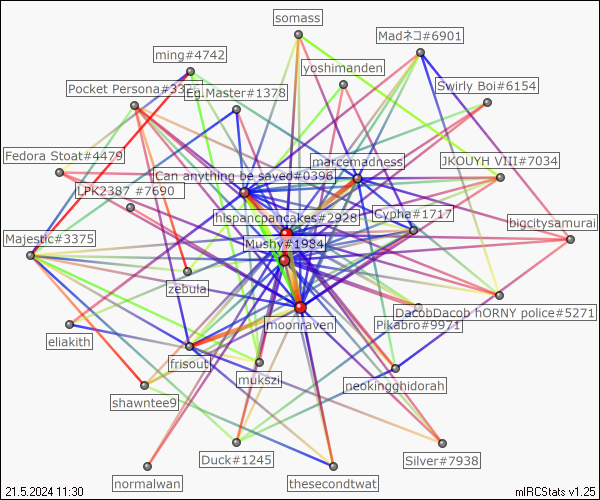 somass
Madネコ#6901
ming#4742
yoshimanden
Swirly Boi#6154
Pocket Persona#33
Eg.Master#1378
Fedora Stoat#4479
marcemadness
JKOUYH VIII#7034
Can anything be saved#0396
LPK2387 #7690
hispancpancakes#2928
Cypha#1717
bigcitysamurai
Majestic#3375
Mushy#1984
zebula
DacobDacob hORNY police#5271
moonraven
Pikabro#9971
eliakith
frisouti
mukszi
neokingghidorah
shawntee9
Duck#1245
Silver#7938
normalwan
thesecondtwat
21.5.2024 11:30
mIRCStats v1.25